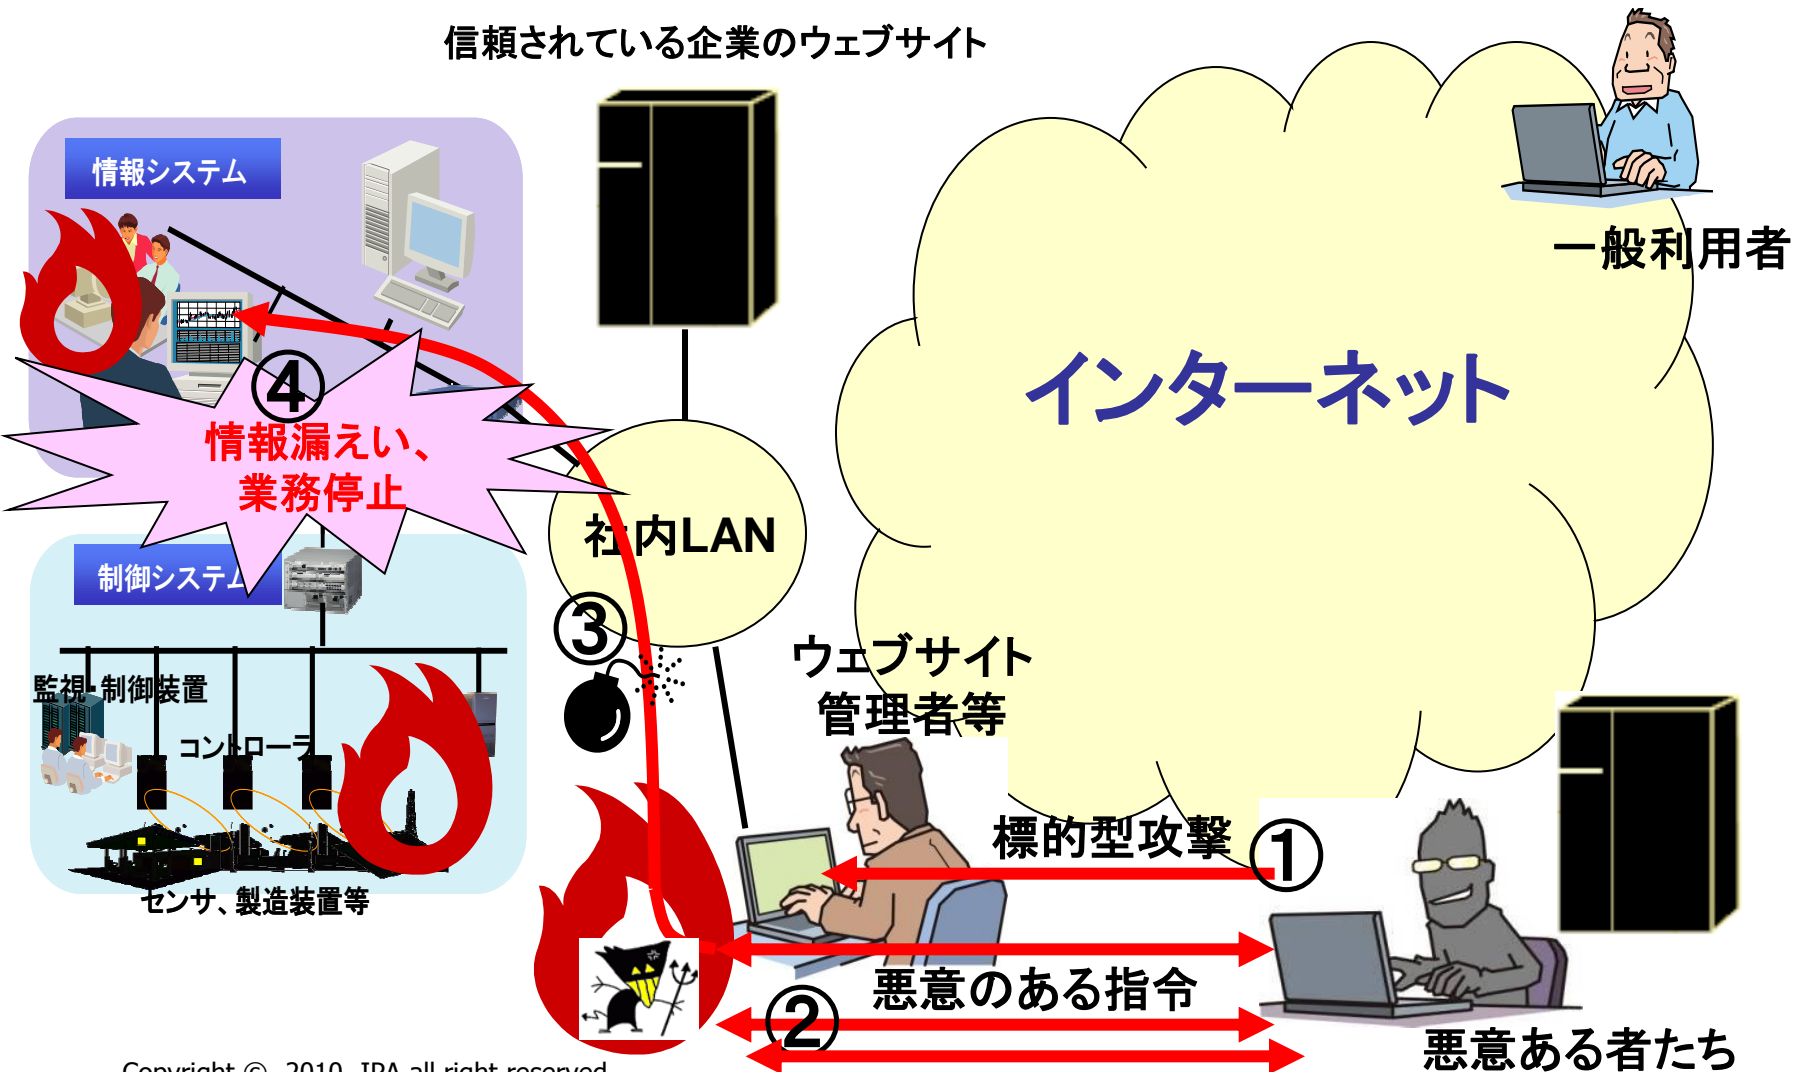 信頼されている企業のウェブサイト
情報システム
一般利用者
インターネット
④
情報漏えい、
業務停止
社内LAN
制御システム
③
ウェブサイト
管理者等
監視・制御装置
コントローラ
標的型攻撃
①
センサ、製造装置等
悪意のある指令
②
悪意ある者たち
Copyright © 2010 IPA all right reserved